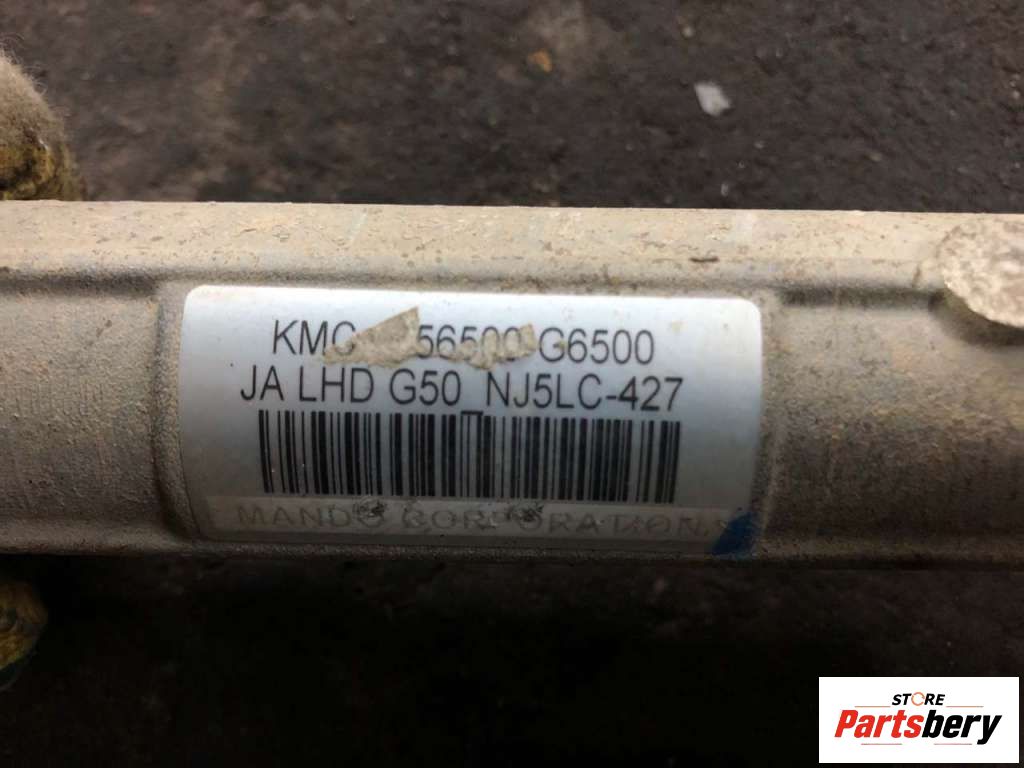 KMC 56500-G6500
JA LHD G50 NJ5LC-427
MANDO CORPORATION
STORE
Partsbery